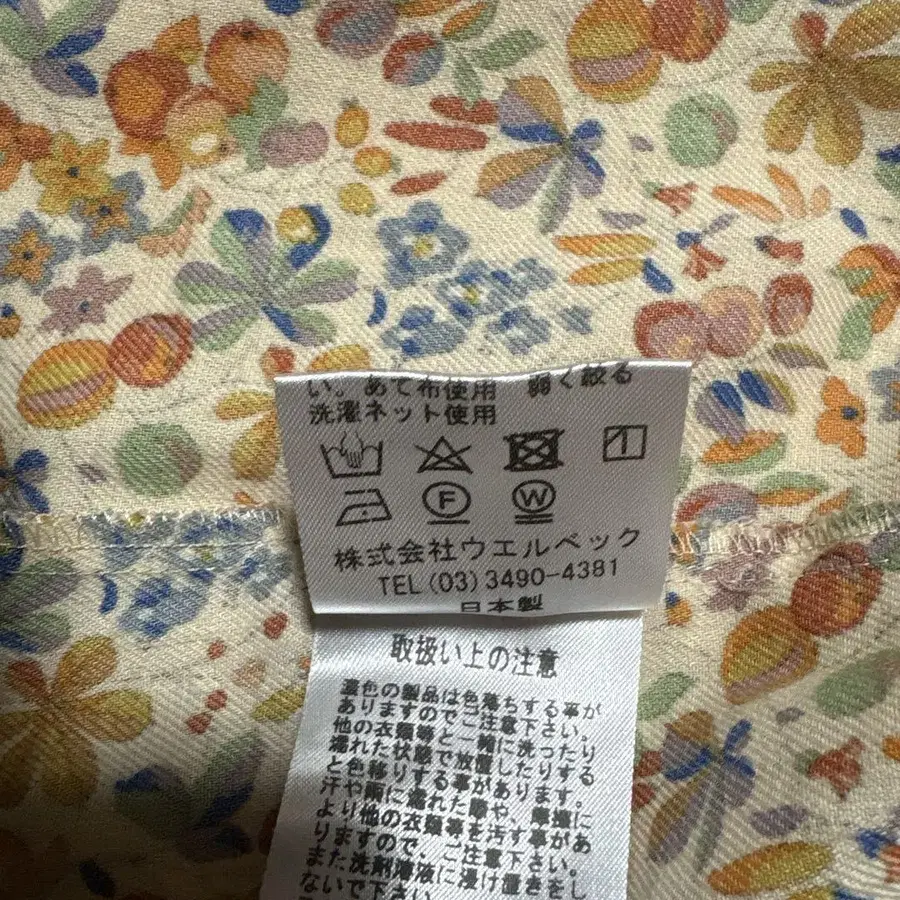 い。あて布使用　弱く絞る
洗濯ネット使用
F W
株式会社ウエルベック
TEL(03)3490-4381
日本製
取扱い上の注意
濃色の製品は色落ちする事が
ありますのでご注意下さい。
他の衣類等と一緒に洗ったり
濡れた状態で放置したりする
と色移りする事があります。
汗や雨に濡れた際や、摩擦に
より他の衣類等を汚す事があ
りますので、ご注意下さい。
また洗剤溶液に浸け置きをし
ないで下さい。